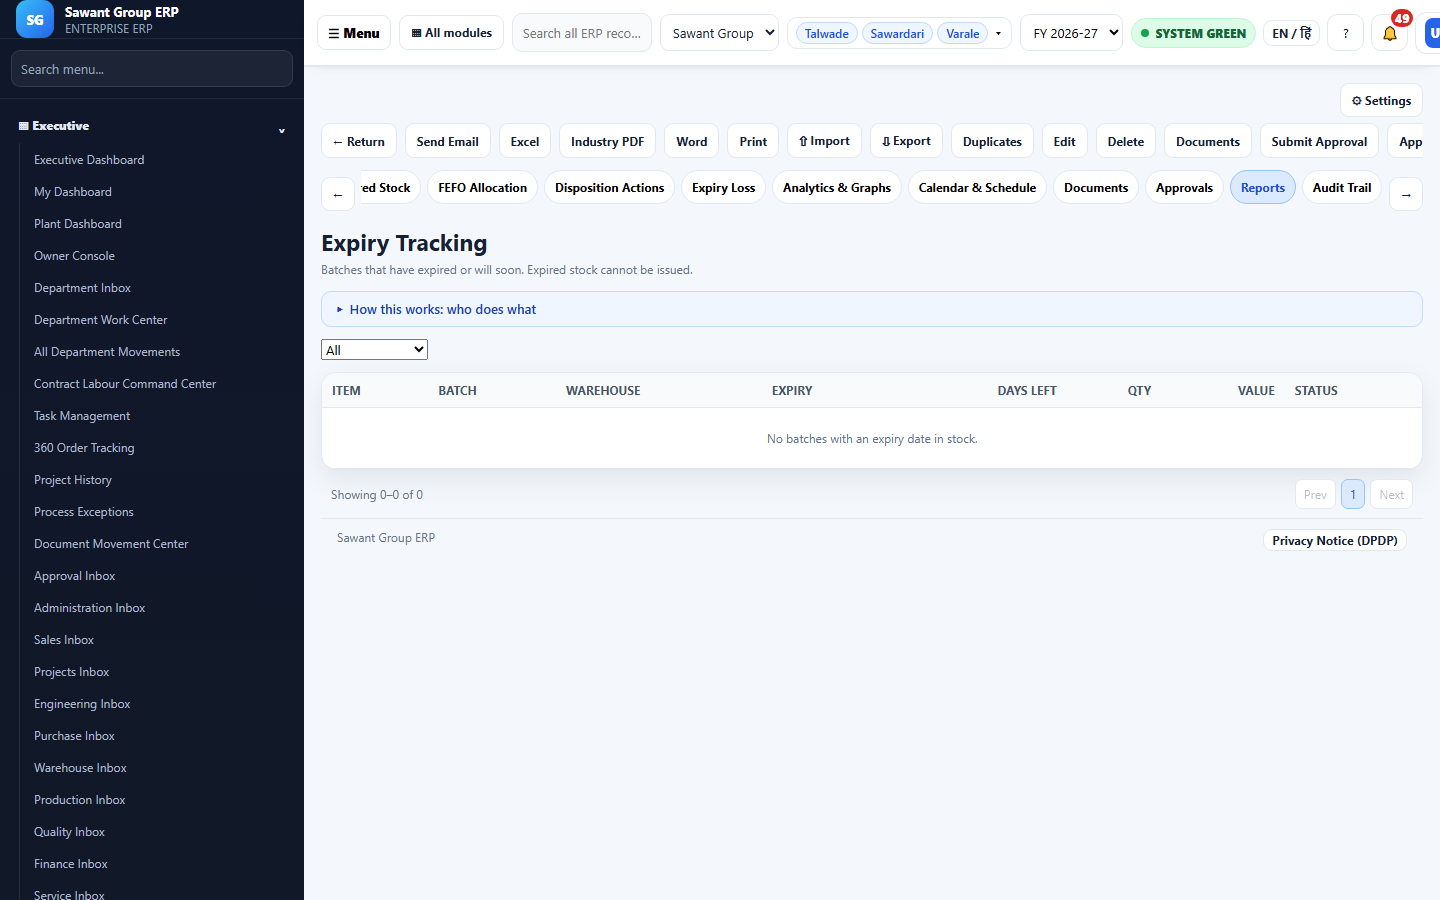 SG
Sawant Group ERP
ENTERPRISE ERP
Search menu...
Executive
Executive Dashboard
My Dashboard
Plant Dashboard
Owner Console
Department Inbox
Department Work Center
All Department Movements
Contract Labour Command Center
Task Management
360 Order Tracking
Project History
Process Exceptions
Document Movement Center
Approval Inbox
Administration Inbox
Sales Inbox
Projects Inbox
Engineering Inbox
Purchase Inbox
Warehouse Inbox
Production Inbox
Quality Inbox
Finance Inbox
Service Inbox
☰ Menu
All modules
Search all ERP reco...
Sawant Group
Talwade
Sawardari
Varale
FY 2026-27
SYSTEM GREEN
EN / हिं
?
49
U
⚙ Settings
← Return
Send Email
Excel
Industry PDF
Word
Print
⇧ Import
⇩ Export
Duplicates
Edit
Delete
Documents
Submit Approval
App
←
ed Stock
FEFO Allocation
Disposition Actions
Expiry Loss
Analytics & Graphs
Calendar & Schedule
Documents
Approvals
Reports
Audit Trail
→
Expiry Tracking
Batches that have expired or will soon. Expired stock cannot be issued.
▸ How this works: who does what
All
ITEM BATCH WAREHOUSE EXPIRY DAYS LEFT QTY VALUE STATUS
No batches with an expiry date in stock.
Showing 0–0 of 0
Prev 1 Next
Sawant Group ERP
Privacy Notice (DPDP)